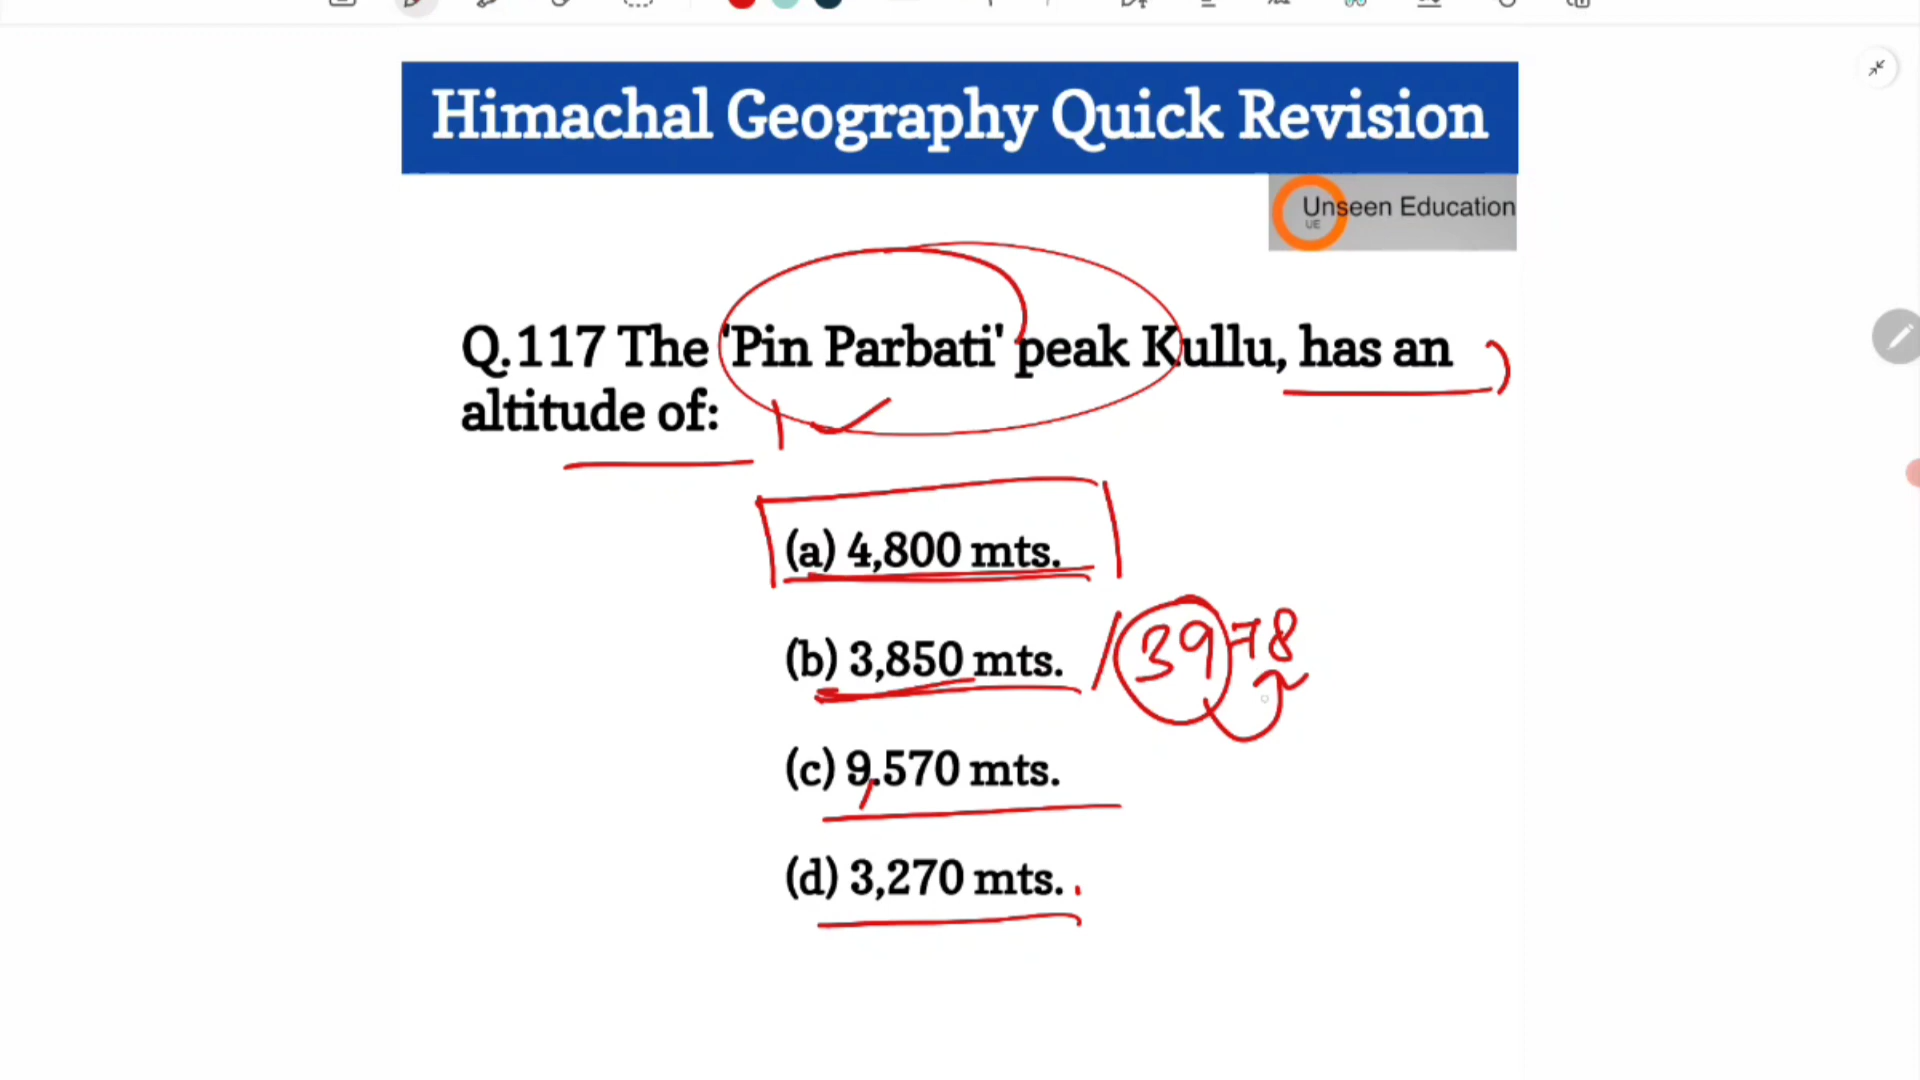 Himachal Geography Quick Revision
Unseen Education
UE
Q.117 The 'Pin Parbati' peak Kullu, has an
altitude of:
(a) 4,800 mts.
(b) 3,850 mts.
3978
(c) 9.570 mts.
(d) 3,270 mts.